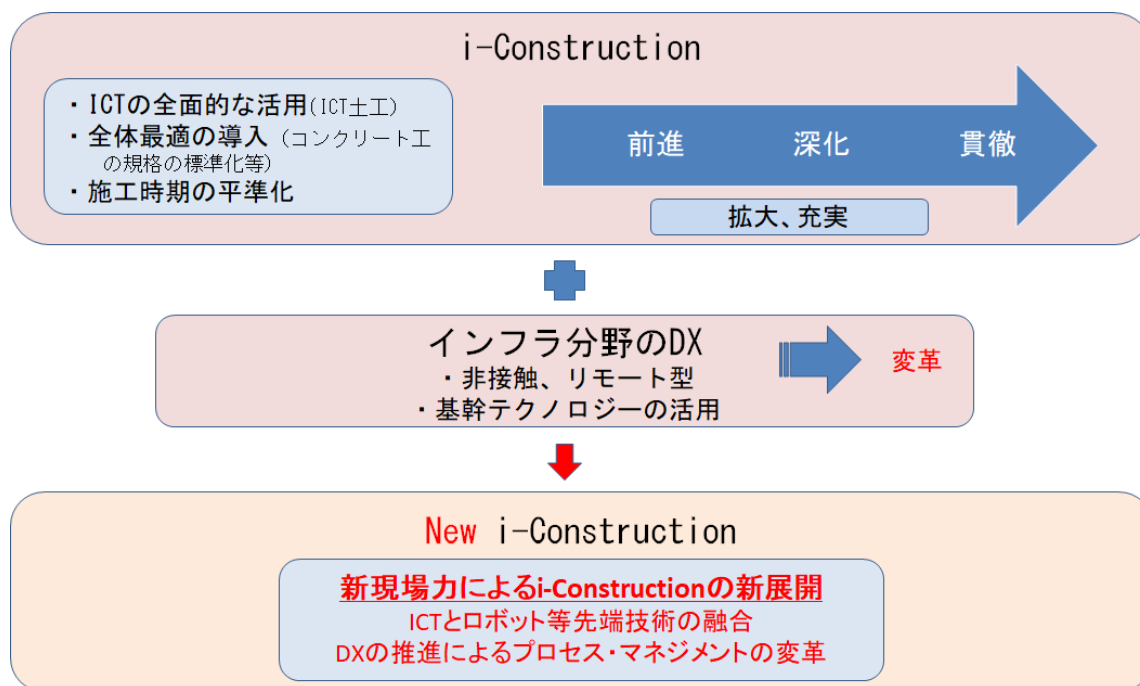 i-Construction
・ICTの全面的な活用(ICT土工)
・全体最適の導入（コンクリート工
の規格の標準化等)
・施工時期の平準化
前進 深化 貫徹
拡大、充実
インフラ分野のDX
・非接触、リモート型
・基幹テクノロジーの活用
変革
New i-Construction
新現場力によるi-Constructionの新展開
ICTとロボット等先端技術の融合
DXの推進によるプロセス・マネジメントの変革